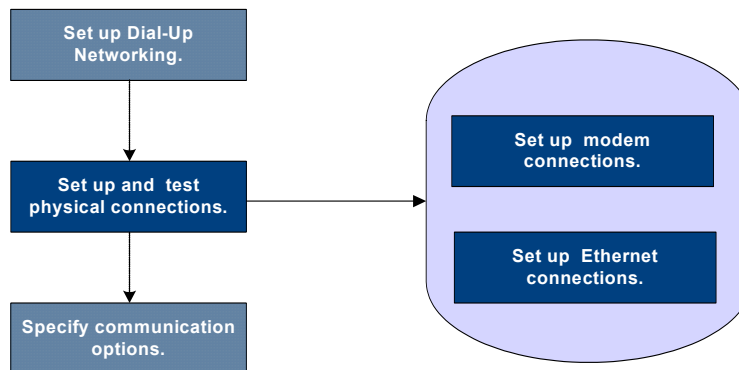 Set up Dial-Up
Networking.
Set up and test
physical connections.
Specify communication
options.
Set up modem
connections.
Set up Ethernet
connections.